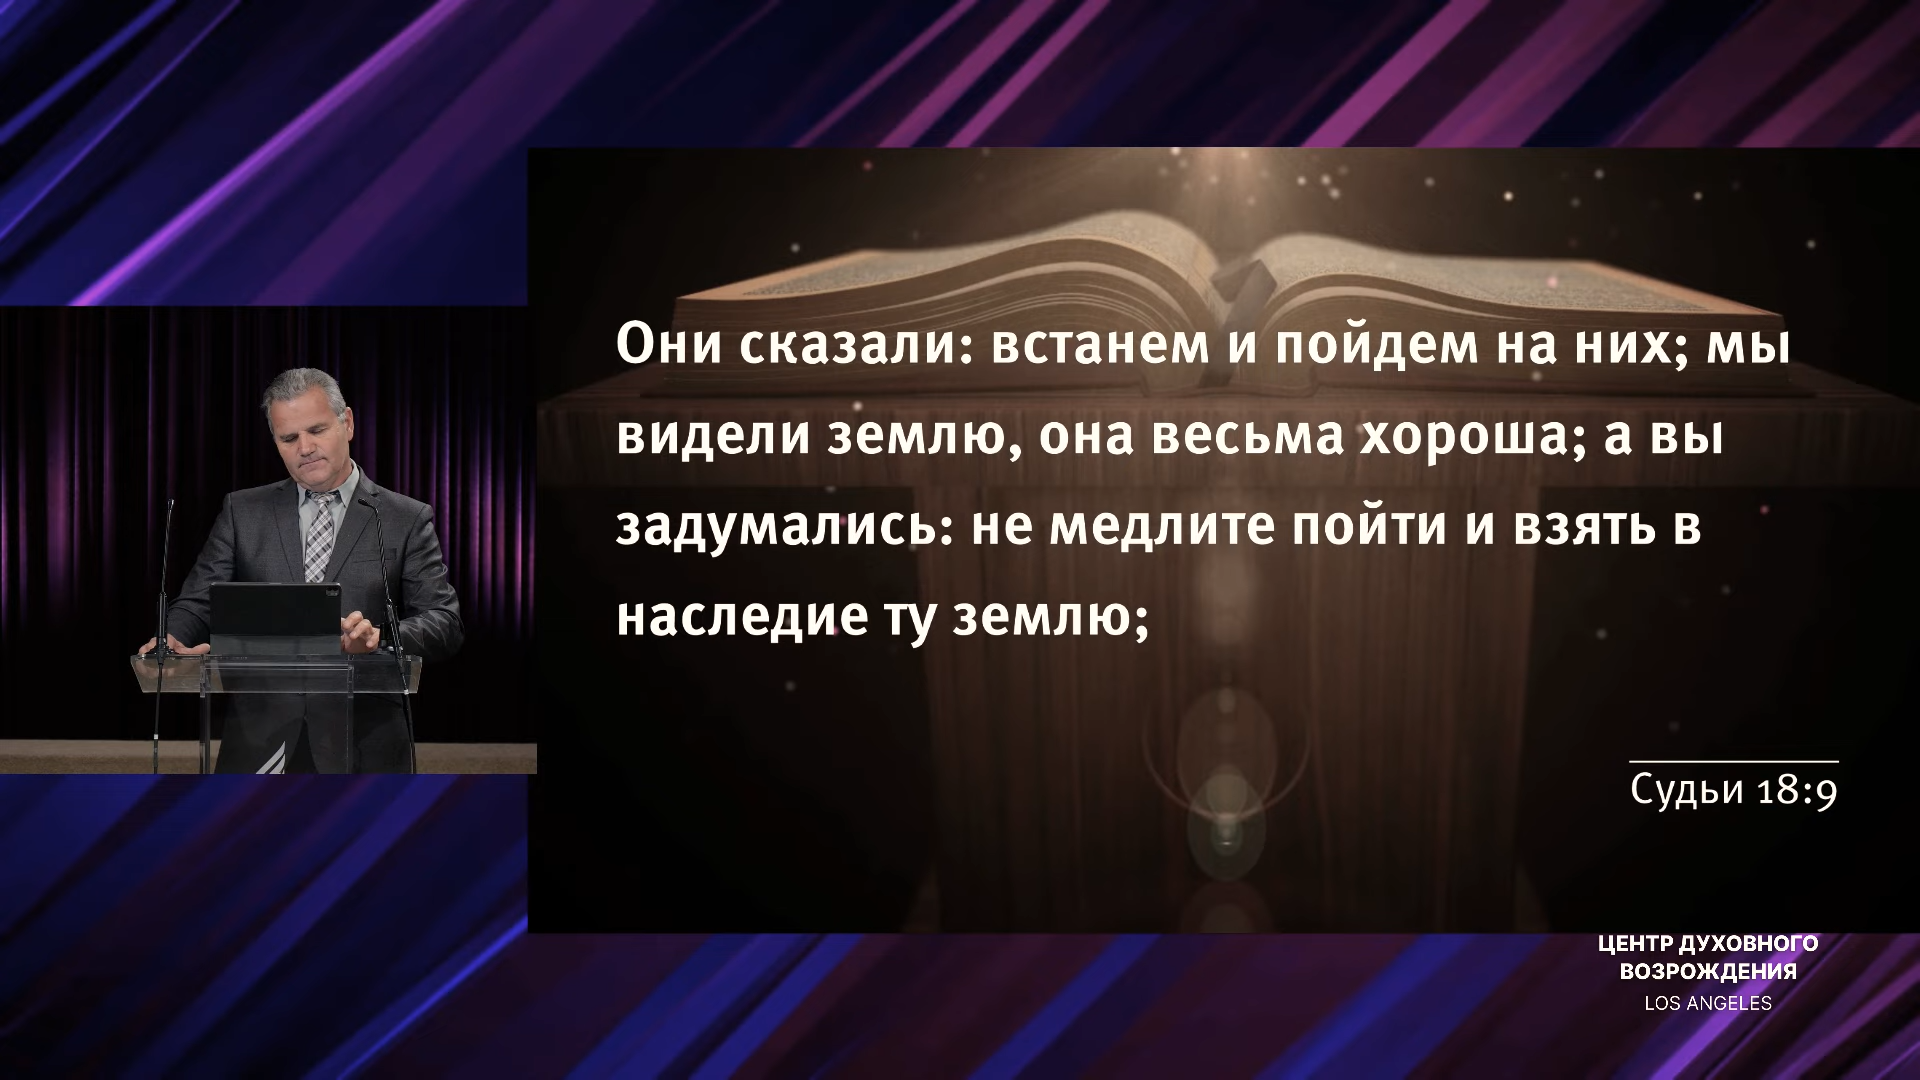 Они сказали: встанем и пойдем на них; мы
видели землю, она весьма хороша; а вы
задумались: не медлите пойти и взять в
наследие ту землю;
Судьи 18:9
ЦЕНТР ДУХОВНОГО
ВОЗРОЖДЕНИЯ
LOS ANGELES